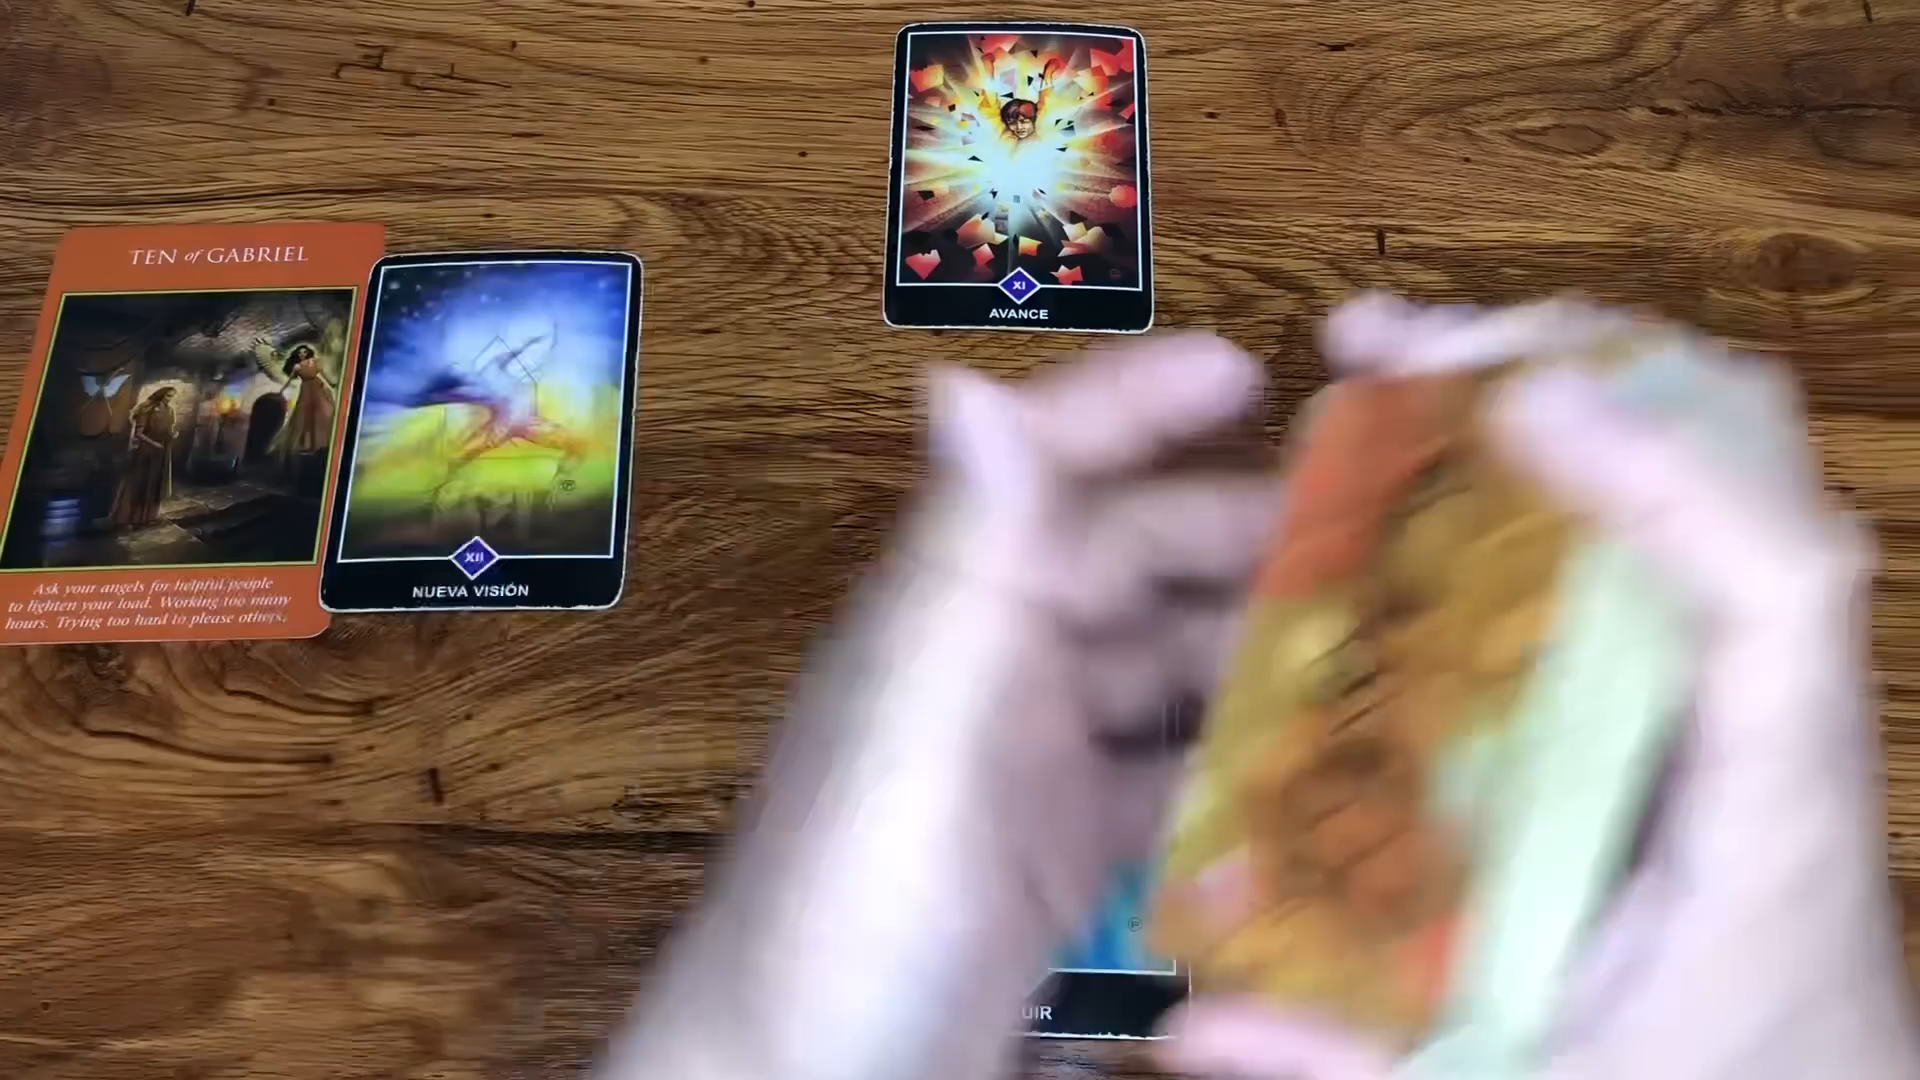 XI
AVANCE
TEN of GABRIEL
XII
NUEVA VISIÓN
Ask your angels for helpful people
to lighten your load. Working too many
hours. Trying too hard to please others.
UIR